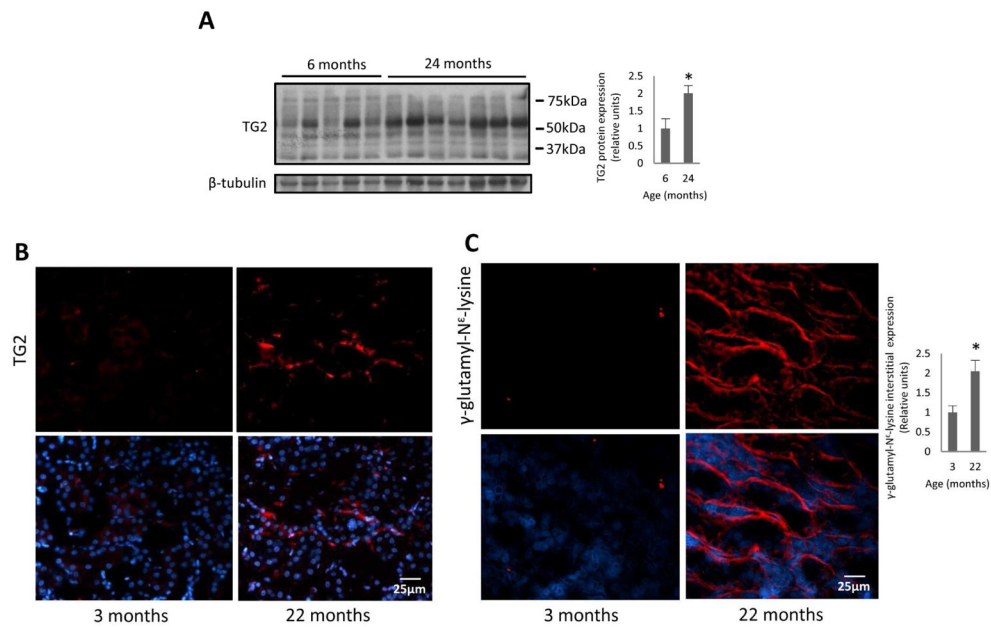 A
6 months
24 months
TG2
75kDa
50kDa
37kDa
β-tubulin
TG2 protein expression
(relative units)
2.5
2
1.5
1
0.5
0
*
6 24
Age (months)
B
TG2
25μm
3 months
22 months
C
γ-glutamyl-Nᵋ-lysine
25μm
3 months
22 months
γ-glutamyl-Nᵋ-lysine interstitial expression
(Relative units)
2.5
2
1.5
1
0.5
0
*
3 22
Age (months)